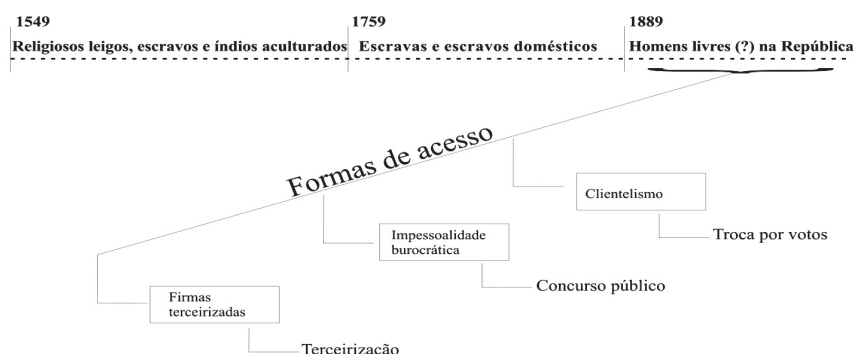 1549 1759 1889
Religiosos leigos, escravos e índios aculturados Escravas e escravos domésticos Homens livres (?) na República
Formas de acesso
Clientelismo
Troca por votos
Impessoalidade
burocrática
Concurso público
Firmas
terceirizadas
Terceirização